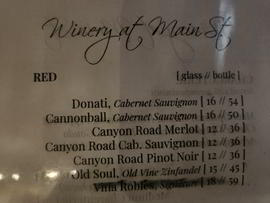 Winery at Main St
RED [ glass // bottle ]
Donati, Cabernet Sauvignon [ 16 // 54 ]
Cannonball, Cabernet Sauvignon [ 16 // 50 ]
Canyon Road Merlot [ 12 // 36 ]
Canyon Road Cab. Sauvignon [ 12 // 36 ]
Canyon Road Pinot Noir [ 12 // 36 ]
Old Soul, Old Vine Zinfandel [ 15 // 45 ]
Vina Robles, Signature [ 18 // 59 ]